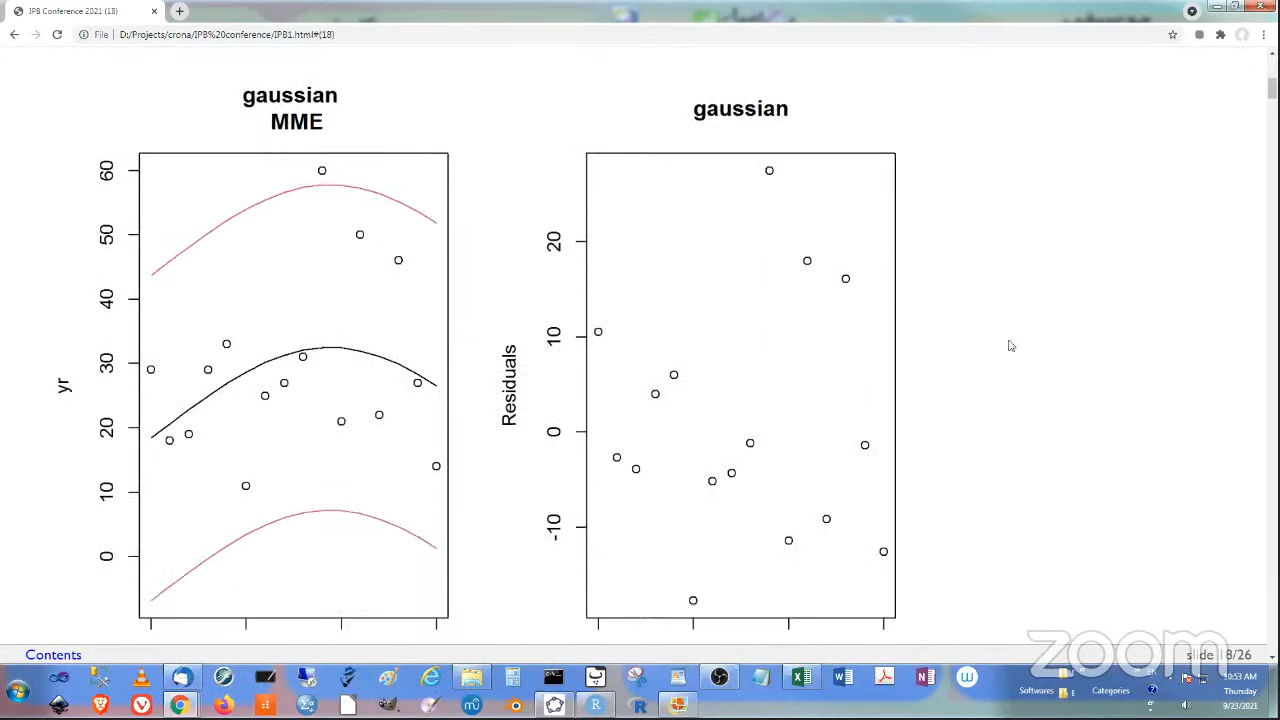 IPB Conference 2021 (18)
File
D:/Projects/crona/IPB%20conference/IPB1.html#(18)
gaussian
MME
gaussian
60
50
40
30
20
10
0
yr
20
10
0
-10
Residuals
Contents
slide 18/26
zoom
Softwares
Categories
10:53 AM
Thursday
9/23/2021